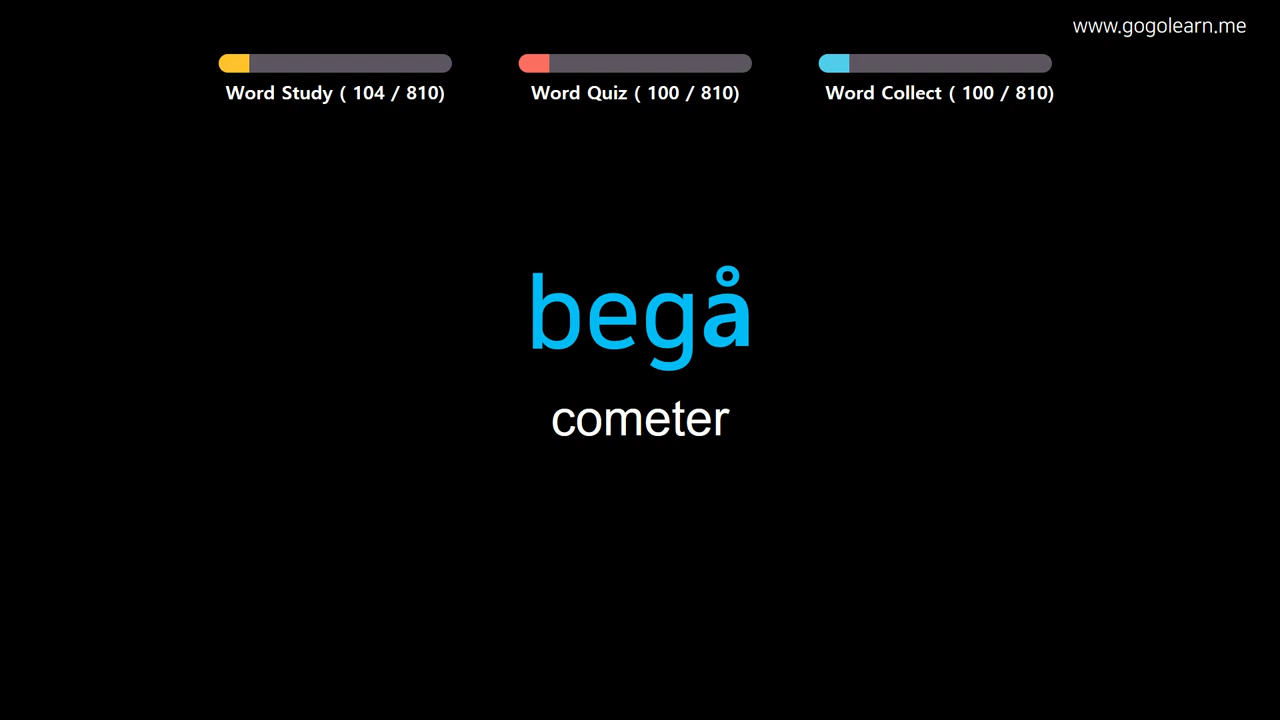 www.gogolearn.me
Word Study ( 104 / 810)
Word Quiz ( 100 / 810)
Word Collect ( 100 / 810)
begå
cometer